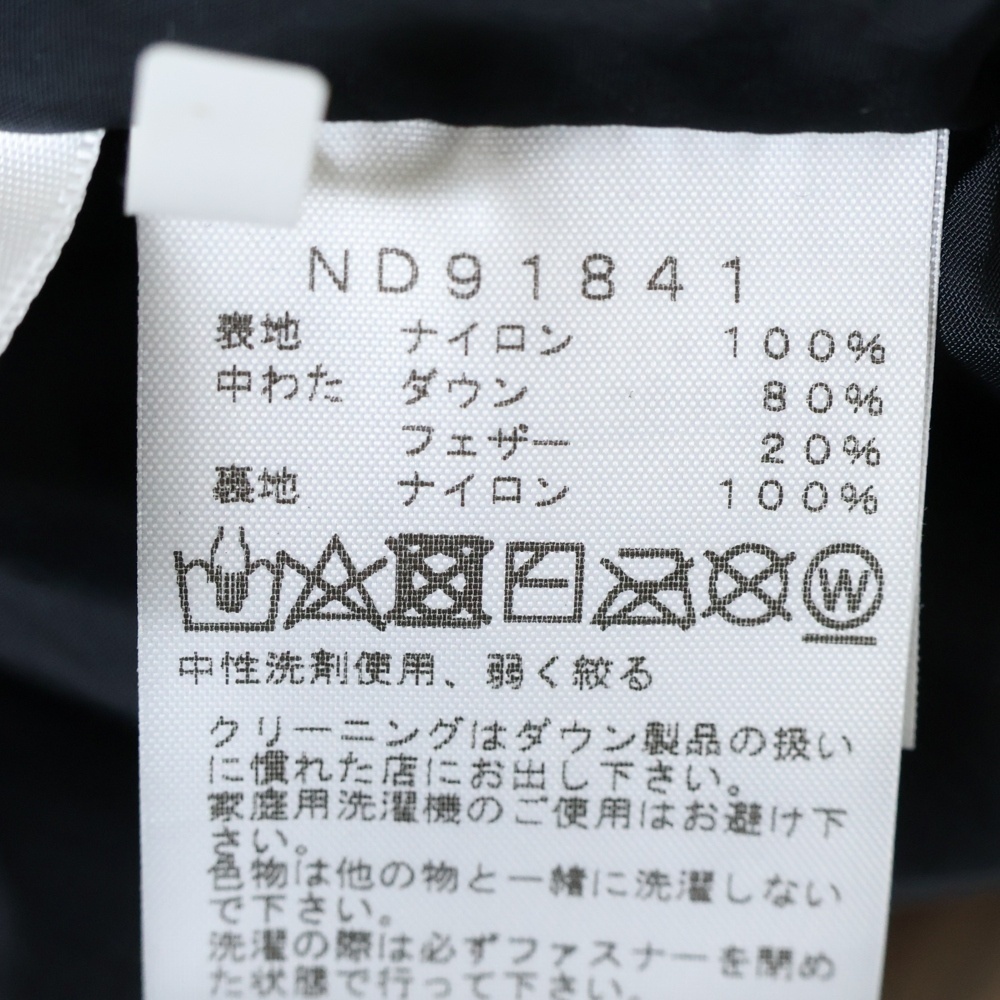 ND91841
表地 ナイロン 100%
中わた ダウン 80%
フェザー 20%
裏地 ナイロン 100%
W
中性洗剤使用、弱く絞る
クリーニングはダウン製品の扱い
に慣れた店にお出し下さい。
家庭用洗濯機のご使用はお避け下
さい。
色物は他の物と一緒に洗濯しない
で下さい。
洗濯の際は必ずファスナーを閉め
た状態で行って下さい。